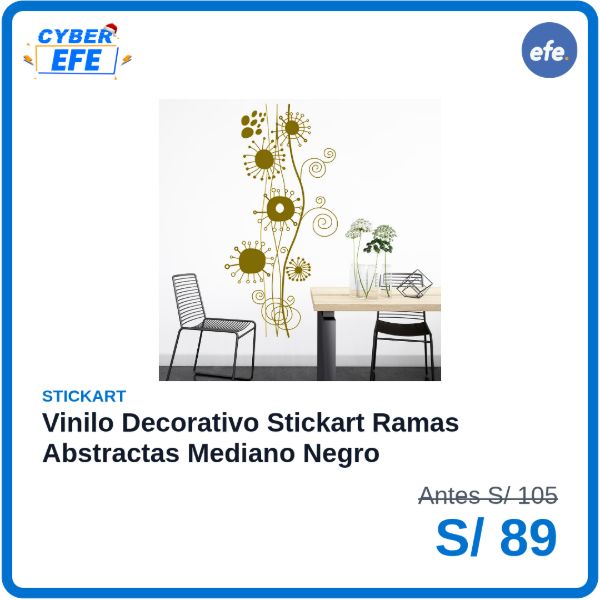 CYBER
EFE
efe.
STICKART
Vinilo Decorativo Stickart Ramas
Abstractas Mediano Negro
Antes S/ 105
S/ 89